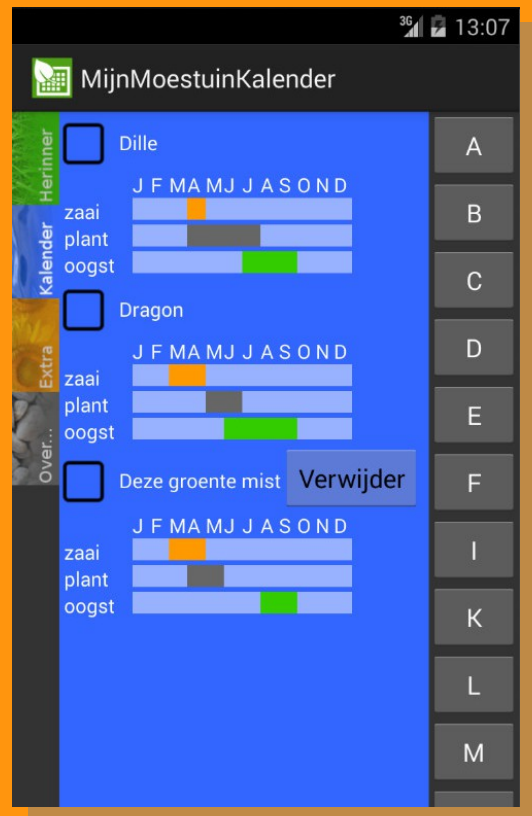 3G 13:07
MijnMoestuinKalender
Herinner
Kalender
Extra
Over...
Dille
J F M A M J J A S O N D
zaai
plant
oogst
Dragon
J F M A M J J A S O N D
zaai
plant
oogst
Deze groente mist Verwijder
J F M A M J J A S O N D
zaai
plant
oogst
A
B
C
D
E
F
I
K
L
M